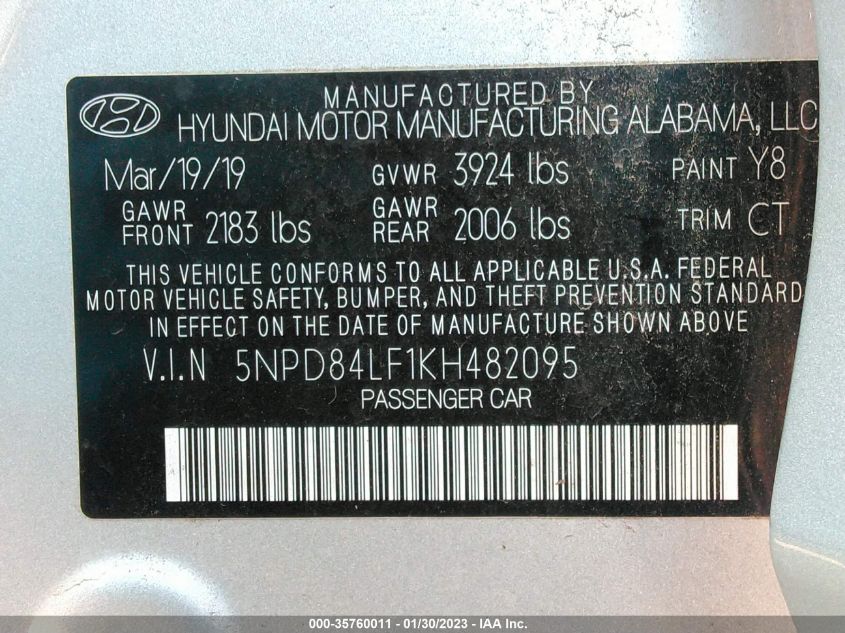 MANUFACTURED BY
HYUNDAI MOTOR MANUFACTURING ALABAMA, LLC
Mar/19/19 GVWR 3924 lbs PAINT Y8
GAWR FRONT 2183 lbs GAWR REAR 2006 lbs TRIM CT
THIS VEHICLE CONFORMS TO ALL APPLICABLE U.S.A. FEDERAL
MOTOR VEHICLE SAFETY, BUMPER, AND THEFT PREVENTION STANDARD
IN EFFECT ON THE DATE OF MANUFACTURE SHOWN ABOVE
V.I.N 5NPD84LF1KH482095
PASSENGER CAR
000-35760011 - 01/30/2023 - IAA Inc.